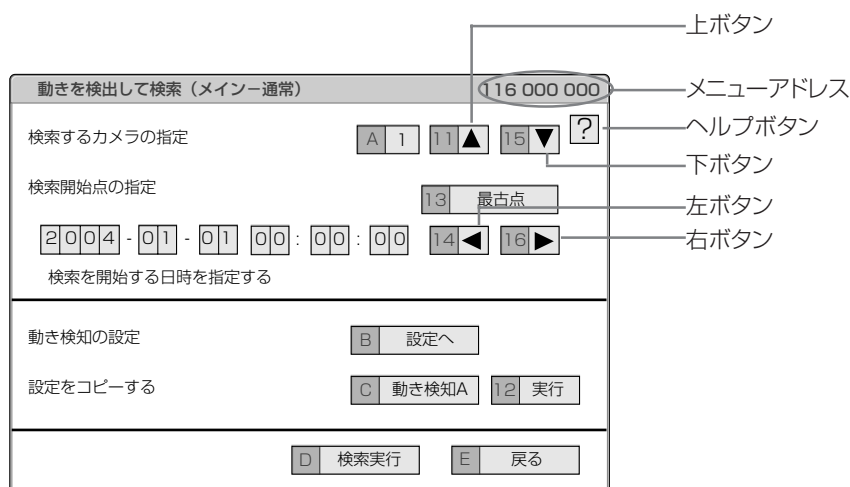 上ボタン
動きを検出して検索（メイン－通常） 116 000 000 メニューアドレス
検索するカメラの指定 A 1 11 ▲ 15 ▼ ? ヘルプボタン
下ボタン
検索開始点の指定 13 最古点 左ボタン
2004 - 01 - 01 00 : 00 : 00 14 ◀ 16 ▶ 右ボタン
検索を開始する日時を指定する
動き検知の設定 B 設定へ
設定をコピーする C 動き検知A 12 実行
D 検索実行 E 戻る